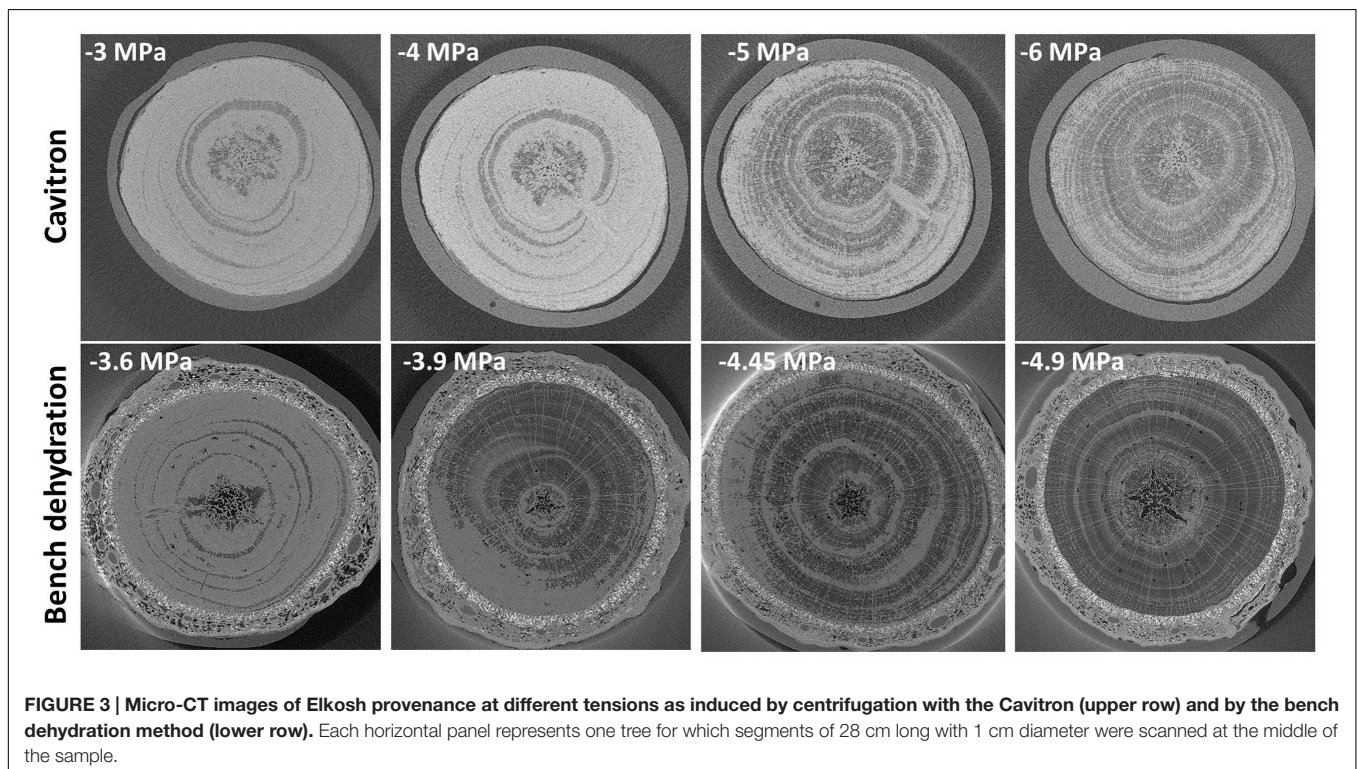 -3 MPa
-4 MPa
-5 MPa
-6 MPa
Cavitron
-3.6 MPa
-3.9 MPa
-4.45 MPa
-4.9 MPa
Bench dehydration
FIGURE 3 | Micro-CT images of Elkosh provenance at different tensions as induced by centrifugation with the Cavitron (upper row) and by the bench
dehydration method (lower row). Each horizontal panel represents one tree for which segments of 28 cm long with 1 cm diameter were scanned at the middle of
the sample.